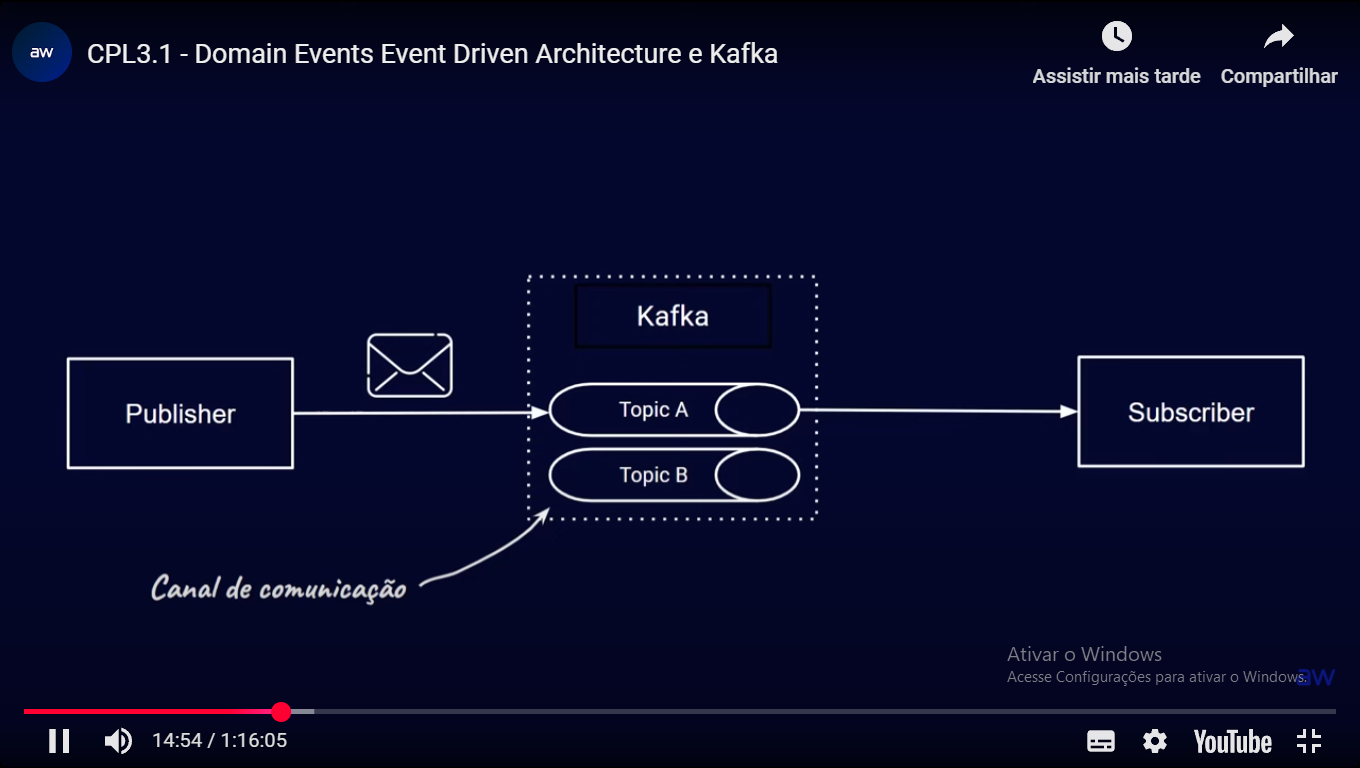 aw
CPL3.1 - Domain Events Event Driven Architecture e Kafka
Assistir mais tarde
Compartilhar
Kafka
Publisher
Topic A
Subscriber
Topic B
Canal de comunicação
Ativar o Windows
Acesse Configurações para ativar o Windows.
aw
14:54 / 1:16:05
YouTube